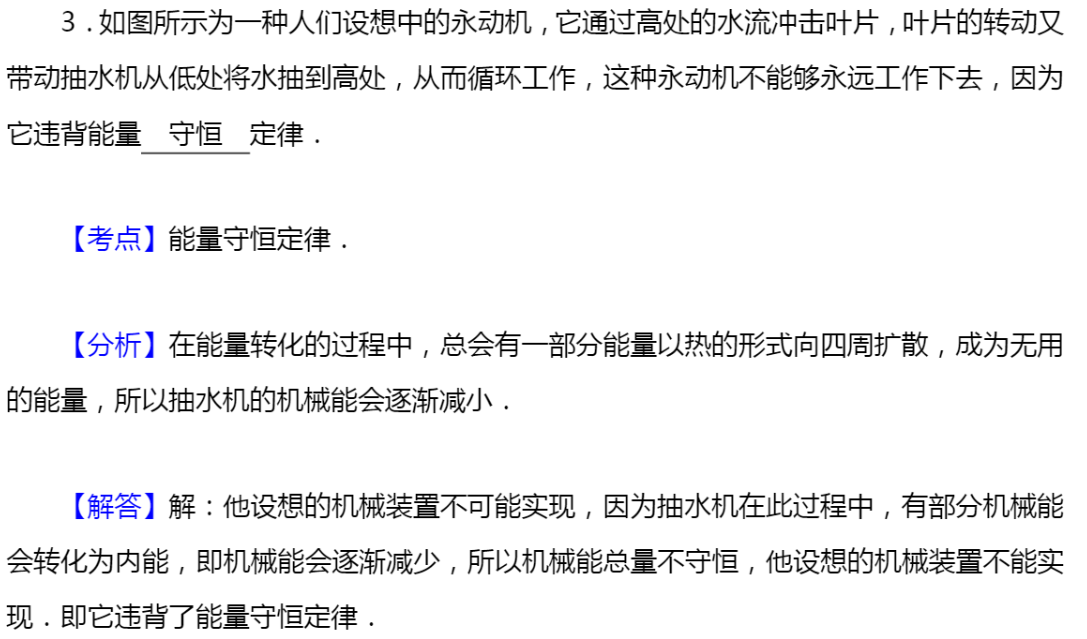 3．如图所示为一种人们设想中的永动机，它通过高处的水流冲击叶片，叶片的转动又
带动抽水机从低处将水抽到高处，从而循环工作，这种永动机不能够永远工作下去，因为
它违背能量 守恒 定律．
【考点】能量守恒定律．
【分析】在能量转化的过程中，总会有一部分能量以热的形式向四周扩散，成为无用
的能量，所以抽水机的机械能会逐渐减小．
【解答】解：他设想的机械装置不可能实现，因为抽水机在此过程中，有部分机械能
会转化为内能，即机械能会逐渐减少，所以机械能总量不守恒，他设想的机械装置不能实
现．即它违背了能量守恒定律．